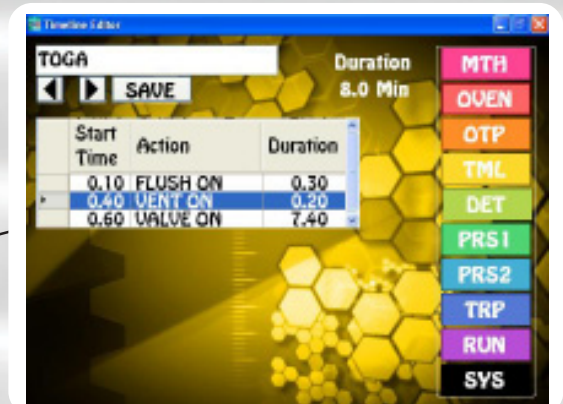 Timeline Editor
TOGA
SAVE
Duration
8.0 Min
Start Time Action Duration
0.10 FLUSH ON 0.30
0.40 VENT ON 0.20
0.60 VALVE ON 7.40
MTH
OVEN
OTP
TML
DET
PRS1
PRS2
TRP
RUN
SYS